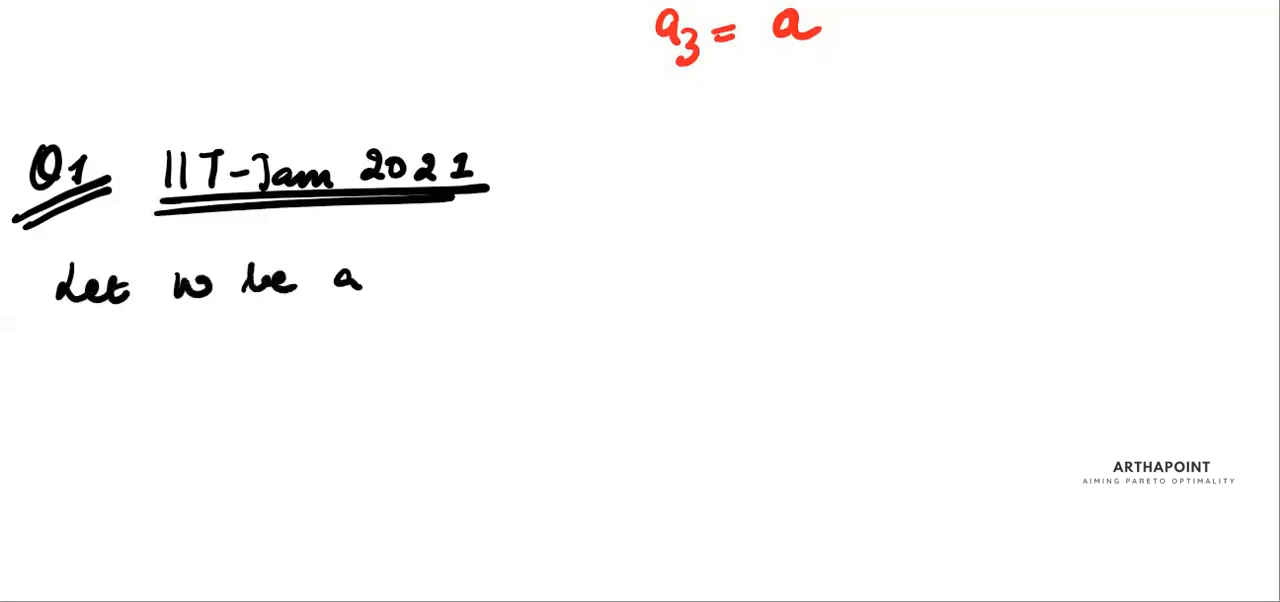 a3 = a
Q1 IIT-Jam 2021
Let w be a
ARTHAPOINT
AIMING PARETO OPTIMALITY